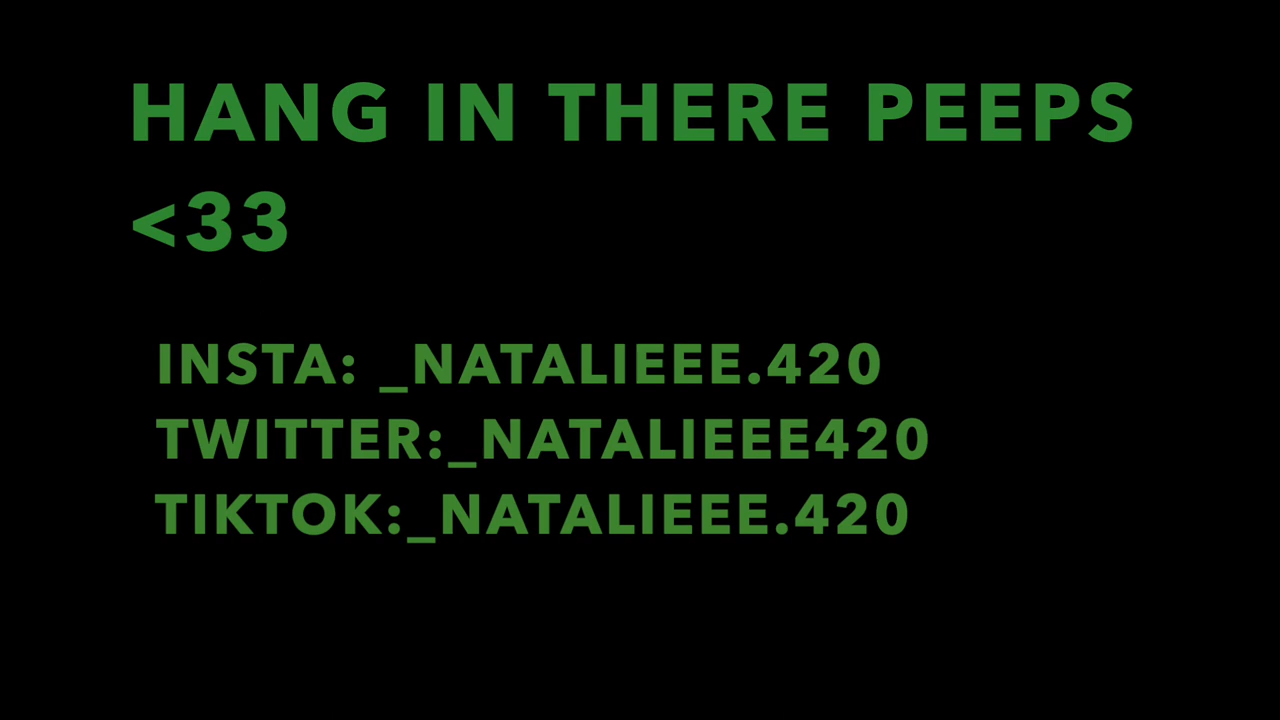 HANG IN THERE PEEPS
<33
INSTA: _NATALIEEE.420
TWITTER:_NATALIEEE420
TIKTOK:_NATALIEEE.420